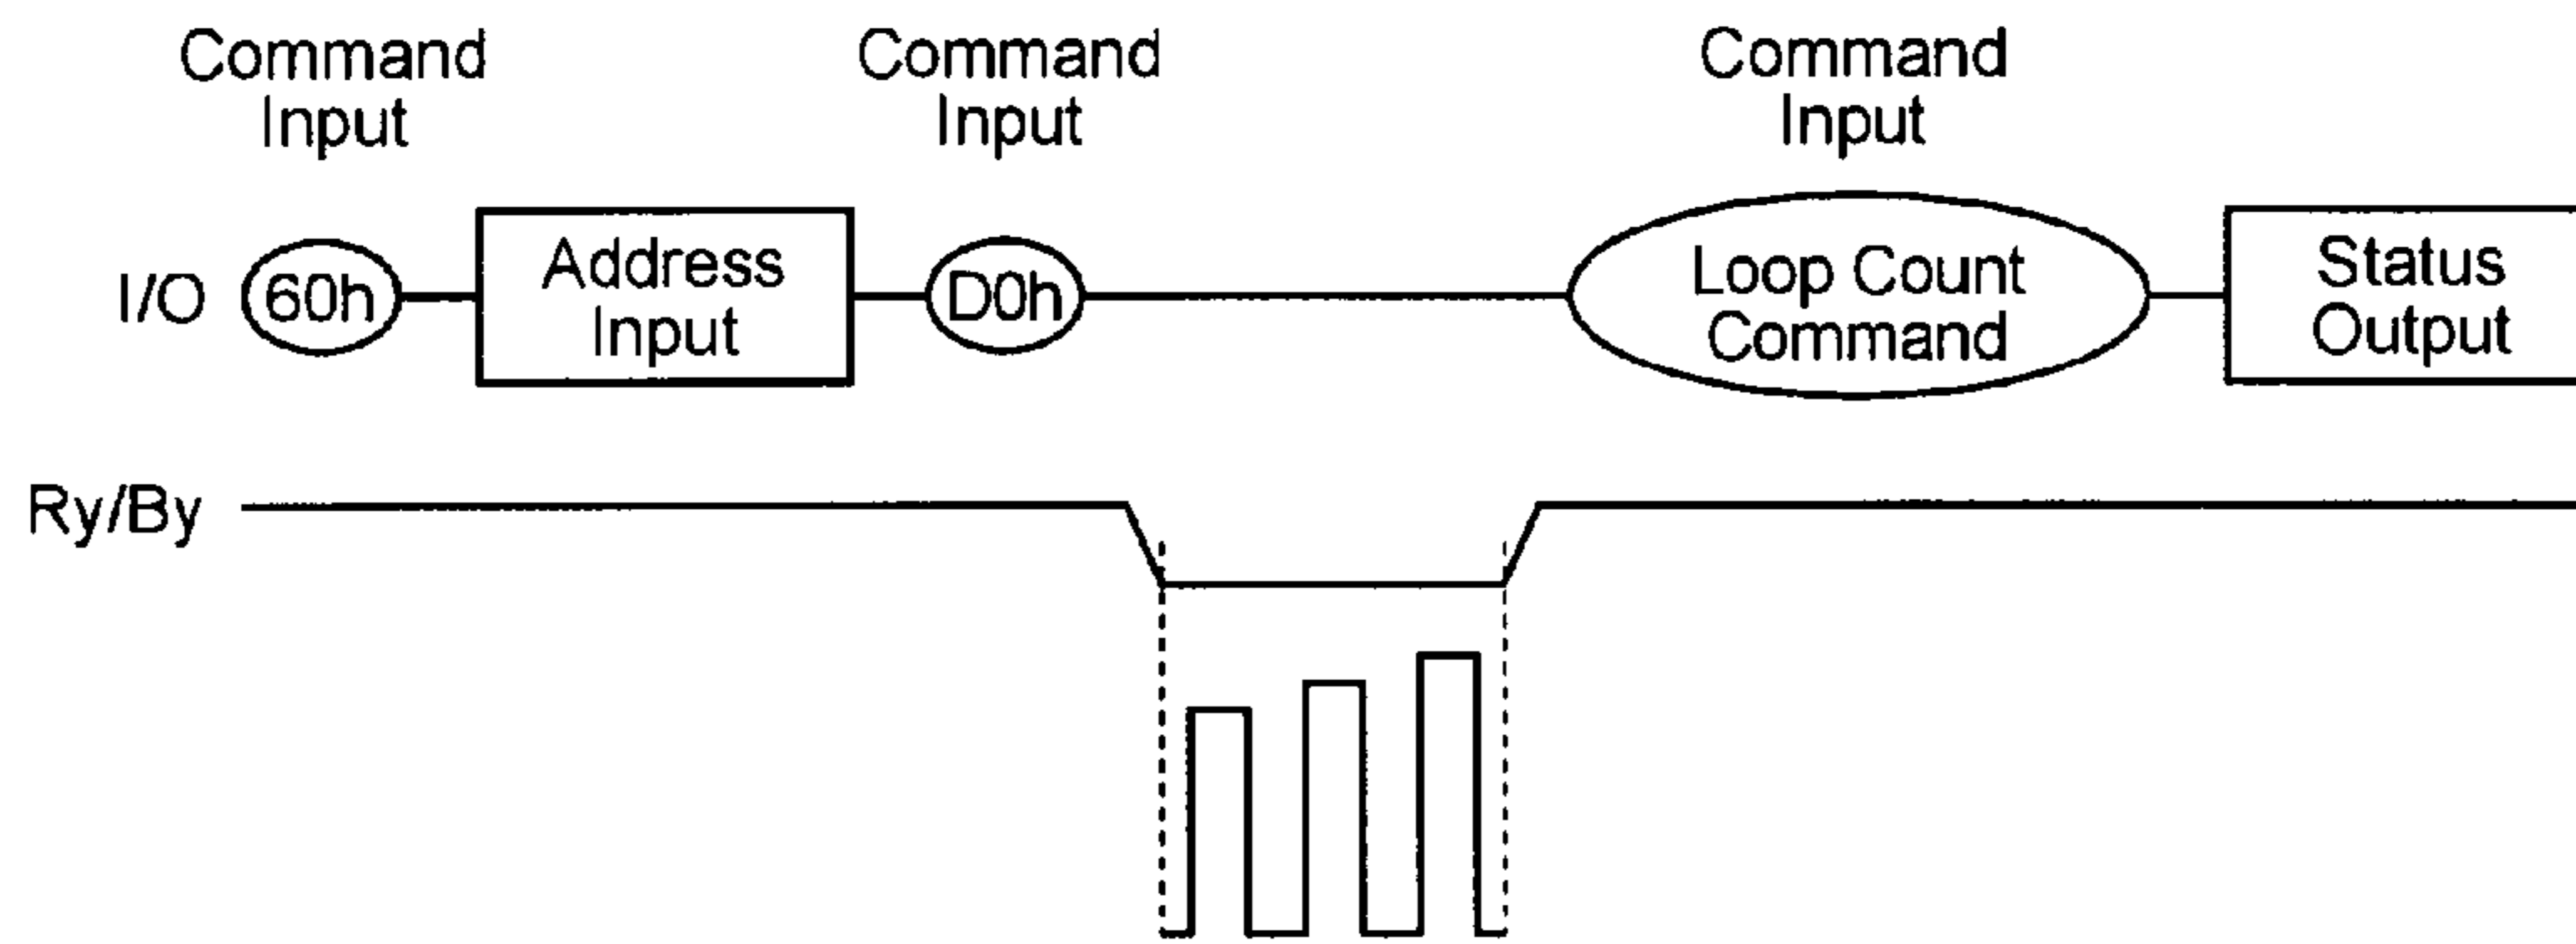 Command
Input
Command
Input
Command
Input
I/O
60h
Address
Input
D0h
Loop Count
Command
Status
Output
Ry/By